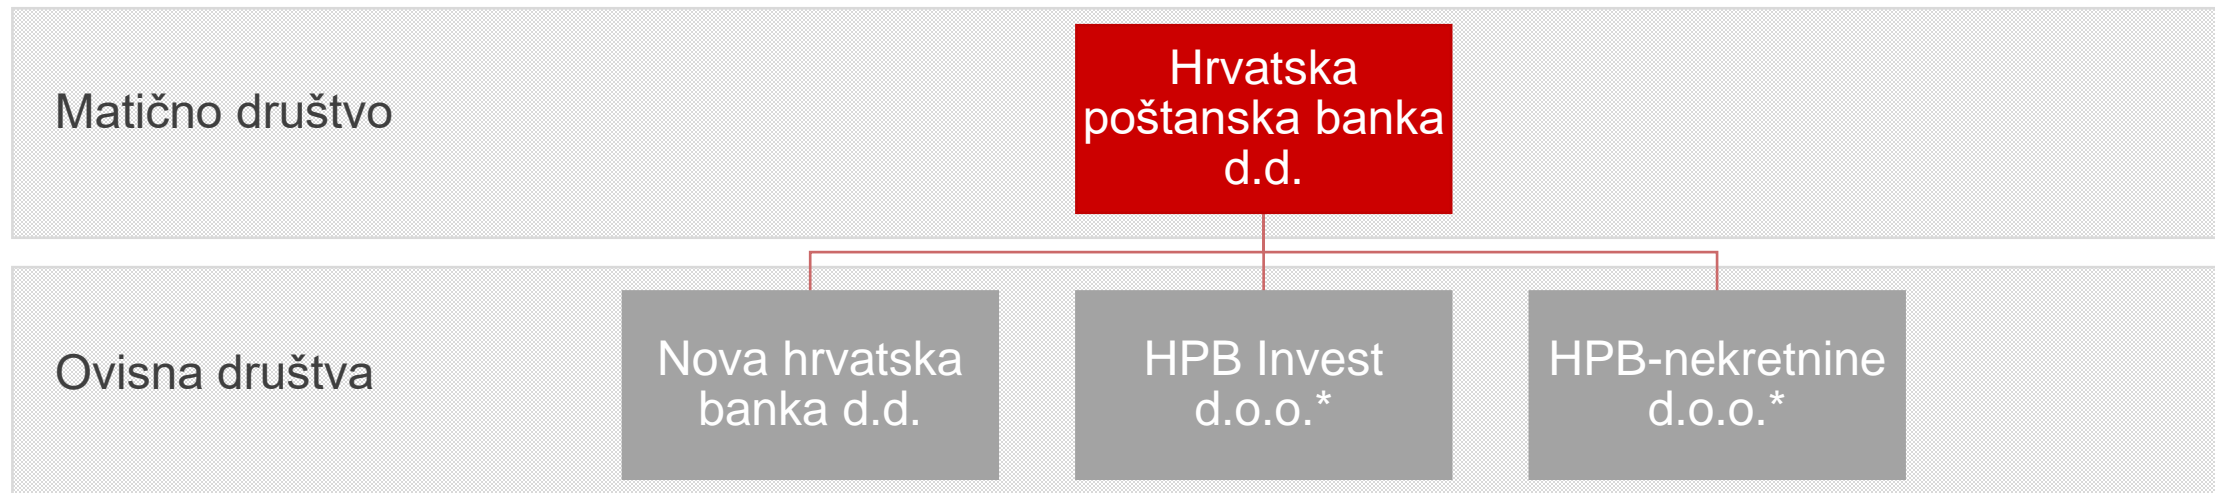 Matično društvo
Hrvatska
poštanska banka
d.d.
Ovisna društva
Nova hrvatska
banka d.d.
HPB Invest
d.o.o.*
HPB-nekretnine
d.o.o.*